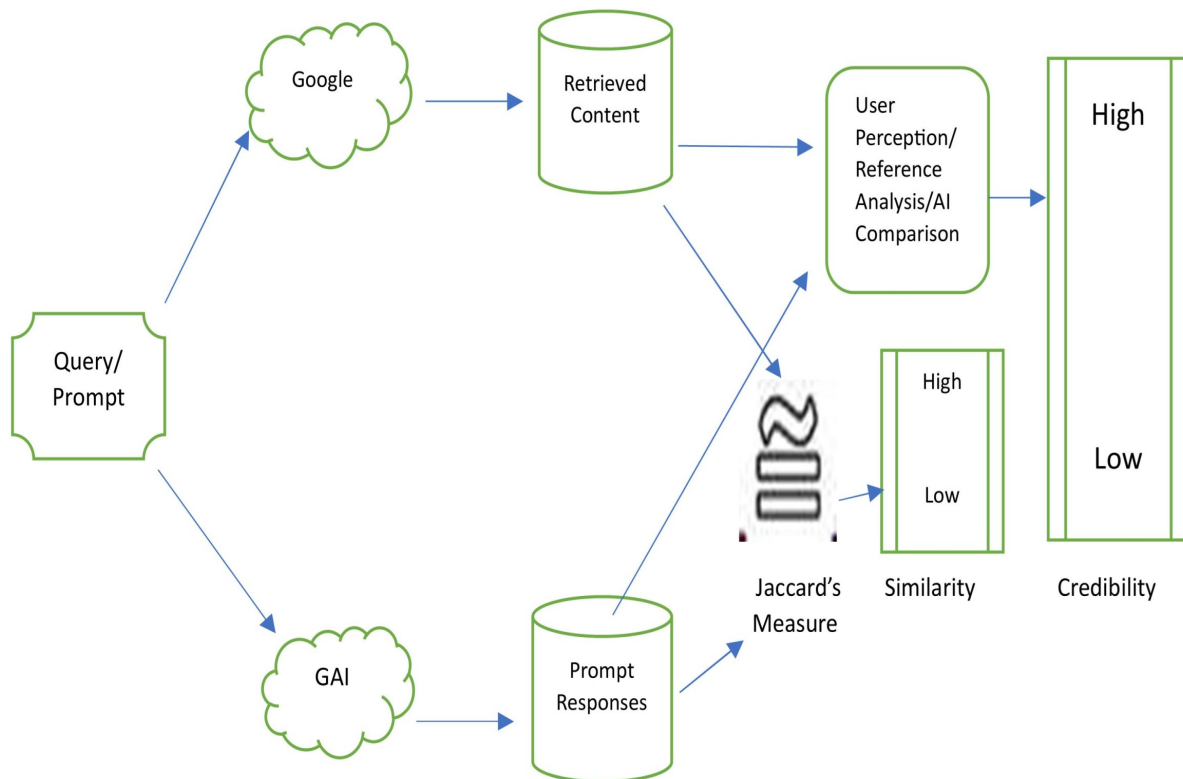 Google
Retrieved
Content
User
Perception/
Reference
Analysis/AI
Comparison
High
Low
Query/
Prompt
High
Low
Jaccard’s
Measure
Similarity
Credibility
GAI
Prompt
Responses